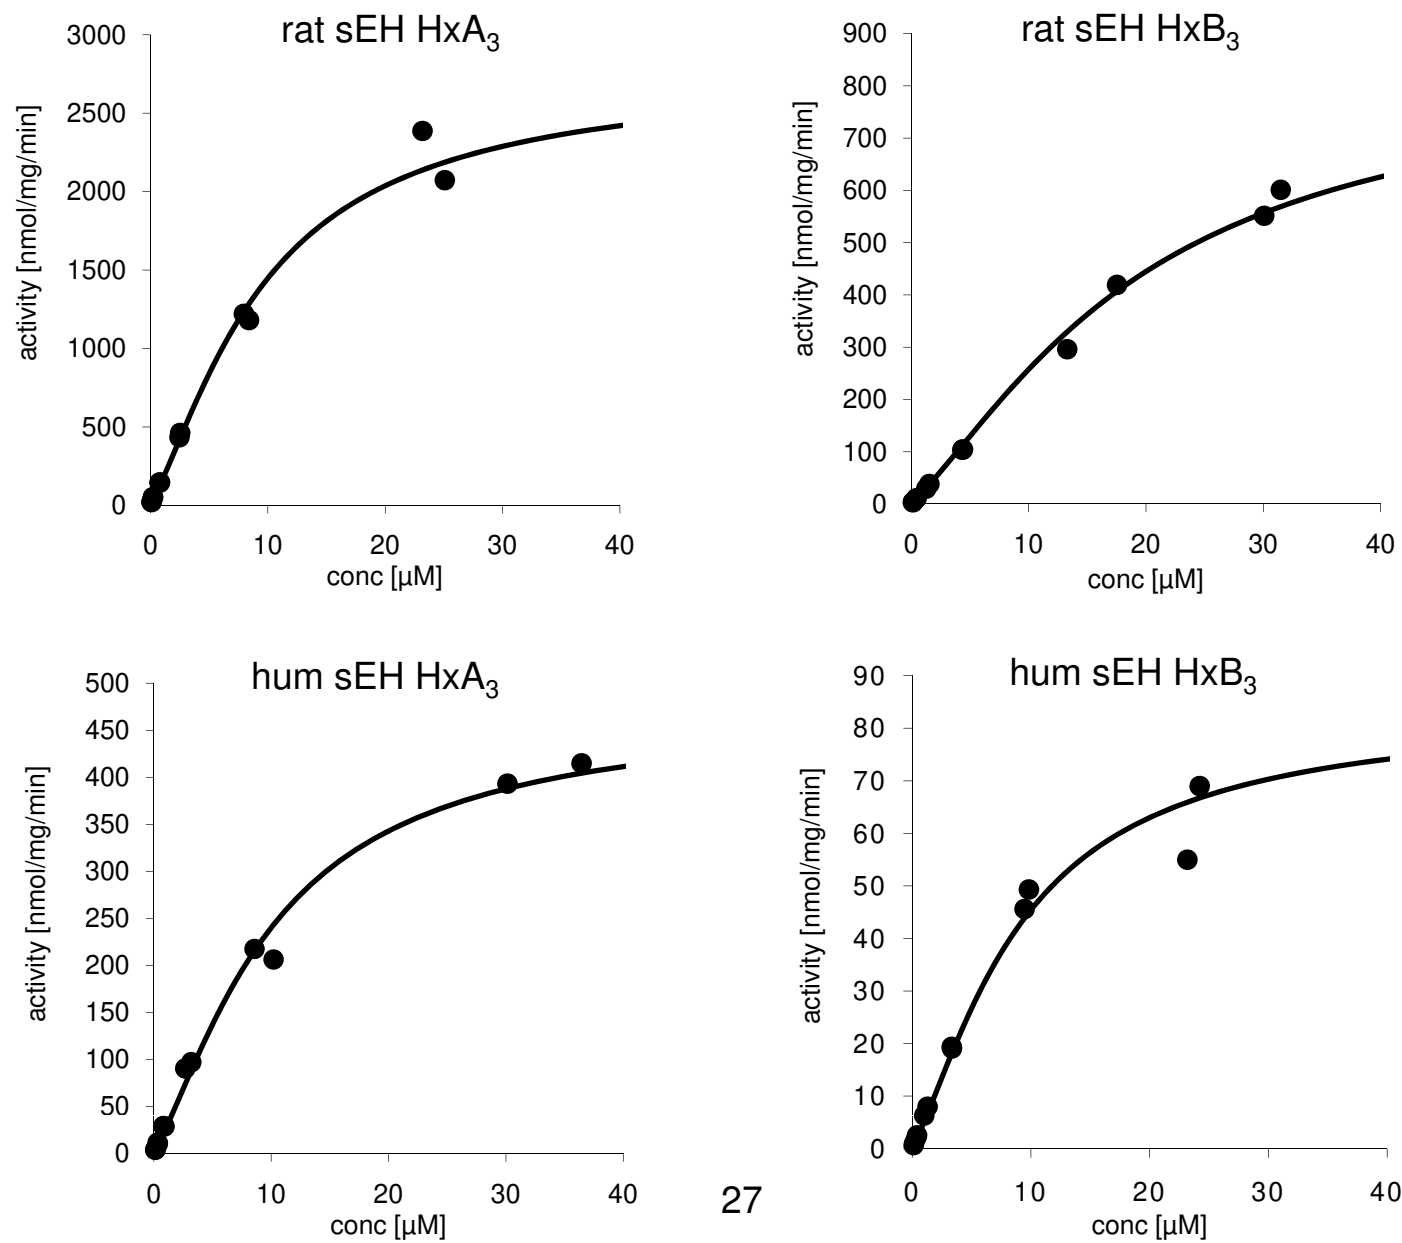 rat sEH HxA3
3000
2500
2000
1500
1000
500
0
activity [nmol/mg/min]
0 10 20 30 40
conc [µM]
rat sEH HxB3
900
800
700
600
500
400
300
200
100
0
activity [nmol/mg/min]
0 10 20 30 40
conc [µM]
hum sEH HxA3
500
450
400
350
300
250
200
150
100
50
0
activity [nmol/mg/min]
0 10 20 30 40
conc [µM]
hum sEH HxB3
90
80
70
60
50
40
30
20
10
0
activity [nmol/mg/min]
0 10 20 30 40
conc [µM]
27